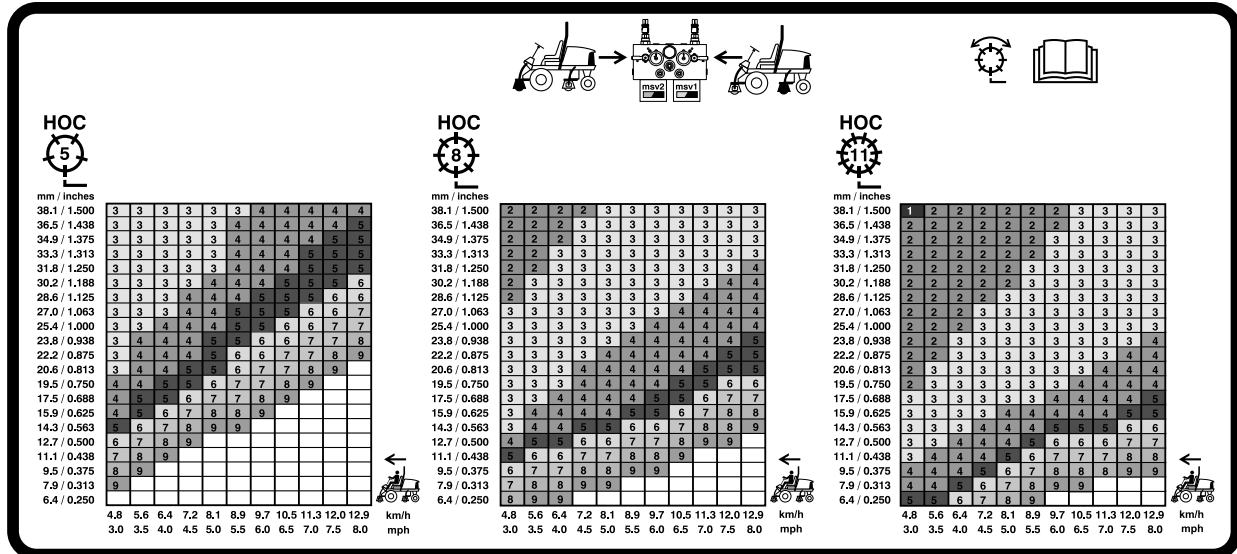 msv2 msv1
HOC
5
mm / inches
38.1 / 1.500 3 3 3 3 3 3 4 4 4 4 4
36.5 / 1.438 3 3 3 3 3 4 4 4 4 4 5
34.9 / 1.375 3 3 3 3 3 4 4 4 4 5 5
33.3 / 1.313 3 3 3 3 3 4 4 4 5 5 5
31.8 / 1.250 3 3 3 3 3 4 4 4 5 5 5
30.2 / 1.188 3 3 3 3 4 4 4 5 5 5 6
28.6 / 1.125 3 3 3 4 4 4 5 5 5 6 6
27.0 / 1.063 3 3 3 4 4 5 5 5 6 6 7
25.4 / 1.000 3 3 4 4 4 5 5 6 6 7 7
23.8 / 0.938 3 4 4 4 5 5 6 6 7 7 8
22.2 / 0.875 3 4 4 4 5 6 6 7 7 8 9
20.6 / 0.813 3 4 4 5 5 6 7 7 8 9
19.5 / 0.750 4 4 5 5 6 7 7 8 9
17.5 / 0.688 4 5 5 6 6 7 8 9
15.9 / 0.625 4 5 6 7 8 8 9
14.3 / 0.563 5 6 7 8 9 9
12.7 / 0.500 6 7 8 9
11.1 / 0.438 7 8 9
9.5 / 0.375 8 9
7.9 / 0.313 9
6.4 / 0.250
4.8 5.6 6.4 7.2 8.1 8.9 9.7 10.5 11.3 12.0 12.9 km/h
3.0 3.5 4.0 4.5 5.0 5.5 6.0 6.5 7.0 7.5 8.0 mph
HOC
8
mm / inches
38.1 / 1.500 2 2 2 2 3 3 3 3 3 3 3
36.5 / 1.438 2 2 2 3 3 3 3 3 3 3 3
34.9 / 1.375 2 2 2 3 3 3 3 3 3 3 3
33.3 / 1.313 2 2 3 3 3 3 3 3 3 3 3
31.8 / 1.250 2 2 3 3 3 3 3 3 3 3 4
30.2 / 1.188 2 3 3 3 3 3 3 3 3 4 4
28.6 / 1.125 2 3 3 3 3 3 3 3 4 4 4
27.0 / 1.063 3 3 3 3 3 3 3 4 4 4 4
25.4 / 1.000 3 3 3 3 3 3 4 4 4 4 4
23.8 / 0.938 3 3 3 3 3 4 4 4 4 4 5
22.2 / 0.875 3 3 3 3 4 4 4 4 4 5 5
20.6 / 0.813 3 3 3 4 4 4 4 4 5 5 5
19.5 / 0.750 3 3 3 4 4 4 4 5 5 6 6
17.5 / 0.688 3 3 4 4 4 4 5 5 6 6 7
15.9 / 0.625 3 4 4 4 4 5 5 6 7 8 8
14.3 / 0.563 3 4 4 5 5 6 6 7 7 8 9
12.7 / 0.500 4 5 5 6 6 7 7 8 9 9
11.1 / 0.438 5 6 6 7 7 8 8 9
9.5 / 0.375 6 6 7 8 8 9 9
7.9 / 0.313 7 8 8 9 9
6.4 / 0.250 8 9 9
4.8 5.6 6.4 7.2 8.1 8.9 9.7 10.5 11.3 12.0 12.9 km/h
3.0 3.5 4.0 4.5 5.0 5.5 6.0 6.5 7.0 7.5 8.0 mph
HOC
11
mm / inches
38.1 / 1.500 1 2 2 2 2 2 2 3 3 3 3
36.5 / 1.438 2 2 2 2 2 2 2 3 3 3 3
34.9 / 1.375 2 2 2 2 2 2 3 3 3 3 3
33.3 / 1.313 2 2 2 2 2 2 3 3 3 3 3
31.8 / 1.250 2 2 2 2 2 3 3 3 3 3 3
30.2 / 1.188 2 2 2 2 2 3 3 3 3 3 3
28.6 / 1.125 2 2 2 2 3 3 3 3 3 3 3
27.0 / 1.063 2 2 2 3 3 3 3 3 3 3 3
25.4 / 1.000 2 2 2 3 3 3 3 3 3 3 3
23.8 / 0.938 2 2 3 3 3 3 3 3 3 3 4
22.2 / 0.875 2 2 3 3 3 3 3 3 3 4 4
20.6 / 0.813 2 3 3 3 3 3 3 3 4 4 4
19.5 / 0.750 2 3 3 3 3 3 3 4 4 4 4
17.5 / 0.688 3 3 3 3 3 3 4 4 4 4 5
15.9 / 0.625 3 3 3 3 4 4 4 4 4 5 5
14.3 / 0.563 3 3 3 4 4 4 5 5 5 6 6
12.7 / 0.500 3 3 4 4 4 5 6 6 6 7 7
11.1 / 0.438 3 4 4 4 5 6 6 7 7 8 8
9.5 / 0.375 4 4 4 5 6 7 8 8 8 9 9
7.9 / 0.313 4 4 5 6 7 8 9 9
6.4 / 0.250 5 5 6 7 8 9
4.8 5.6 6.4 7.2 8.1 8.9 9.7 10.5 11.3 12.0 12.9 km/h
3.0 3.5 4.0 4.5 5.0 5.5 6.0 6.5 7.0 7.5 8.0 mph